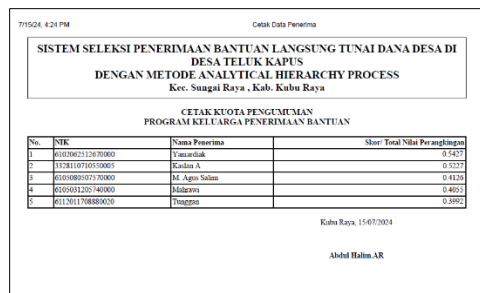 7/15/24, 4:24 PM Cetak Data Penerima
SISTEM SELEKSI PENERIMAAN BANTUAN LANGSUNG TUNAI DANA DESA DI
DESA TELUK KAPUS
DENGAN METODE ANALYTICAL HIERARCHY PROCESS
Kec. Sungai Raya , Kab. Kubu Raya
CETAK KUOTA PENGUMUMAN
PROGRAM KELUARGA PENERIMAAN BANTUAN
No. NIK Nama Penerima Skor/ Total Nilai Perangkingan
1 6102062512670000 Yaniardiak 0.5427
2 3328110710550005 Kaslan A 0.5227
3 6105080507570000 M. Agus Salim 0.4126
4 6105031205740000 Mahrawi 0.4055
5 6112011708880020 Tuaggan 0.3992
Kubu Raya, 15/07/2024
Abdul Halim.AR